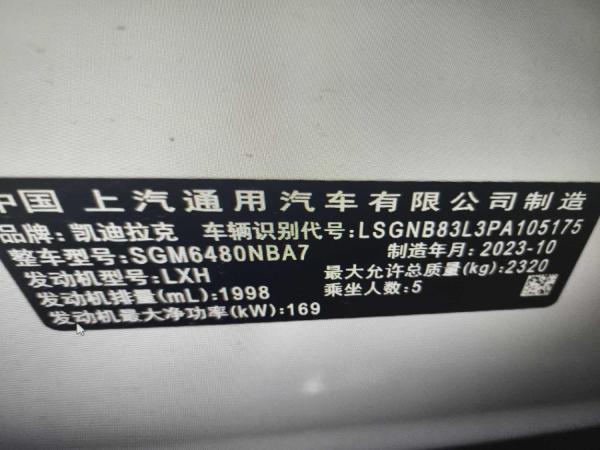 中国 上汽通用汽车有限公司制造
品牌: 凯迪拉克 车辆识别代号: LSGNB83L3PA105175
整车型号: SGM6480NBA7 制造年月: 2023-10
发动机型号: LXH 最大允许总质量(kg): 2320
发动机排量(mL): 1998 乘坐人数: 5
发动机最大净功率(kW): 169